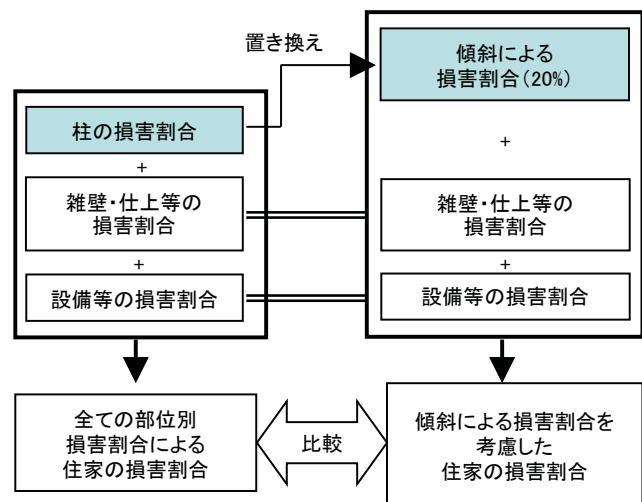 置き換え
柱の損害割合
+
雑壁・仕上等の
損害割合
+
設備等の損害割合
傾斜による
損害割合(20%)
+
雑壁・仕上等の
損害割合
+
設備等の損害割合
全ての部位別
損害割合による
住家の損害割合
比較
傾斜による損害割合を
考慮した
住家の損害割合